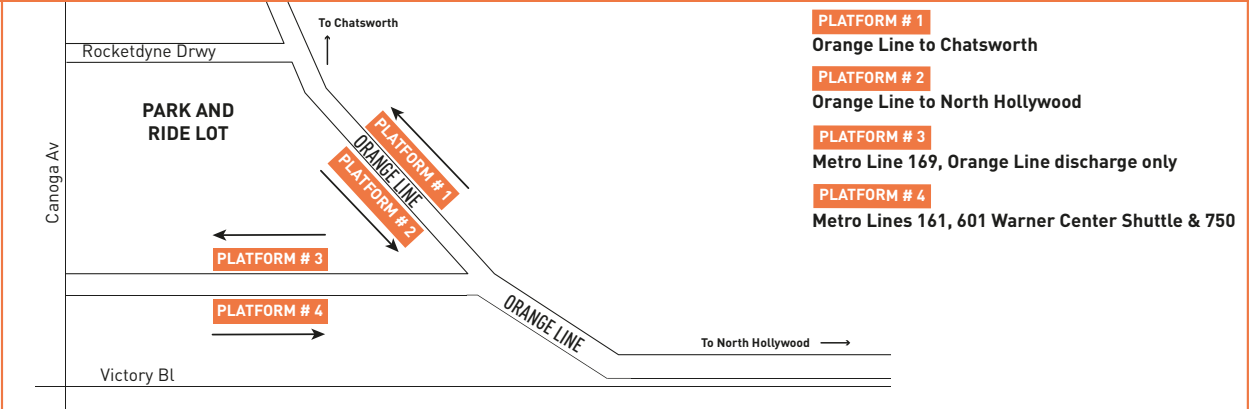 To Chatsworth
Rocketdyne Drwy
PARK AND
RIDE LOT
Canoga Av
PLATFORM # 1
ORANGE LINE
PLATFORM # 2
PLATFORM # 3
PLATFORM # 4
ORANGE LINE
To North Hollywood
Victory Bl
PLATFORM # 1
Orange Line to Chatsworth
PLATFORM # 2
Orange Line to North Hollywood
PLATFORM # 3
Metro Line 169, Orange Line discharge only
PLATFORM # 4
Metro Lines 161, 601 Warner Center Shuttle & 750